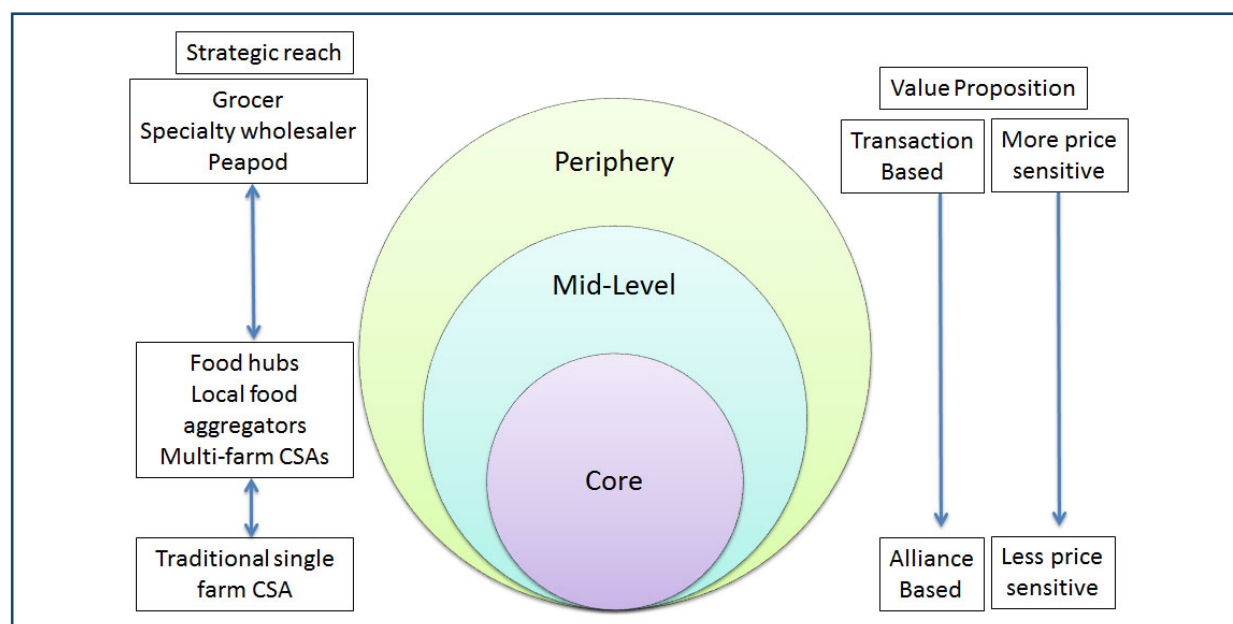 Strategic reach
Grocer
Specialty wholesaler
Peapod
Food hubs
Local food
aggregators
Multi-farm CSAs
Traditional single
farm CSA
Periphery
Mid-Level
Core
Value Proposition
Transaction
Based
More price
sensitive
Alliance
Based
Less price
sensitive